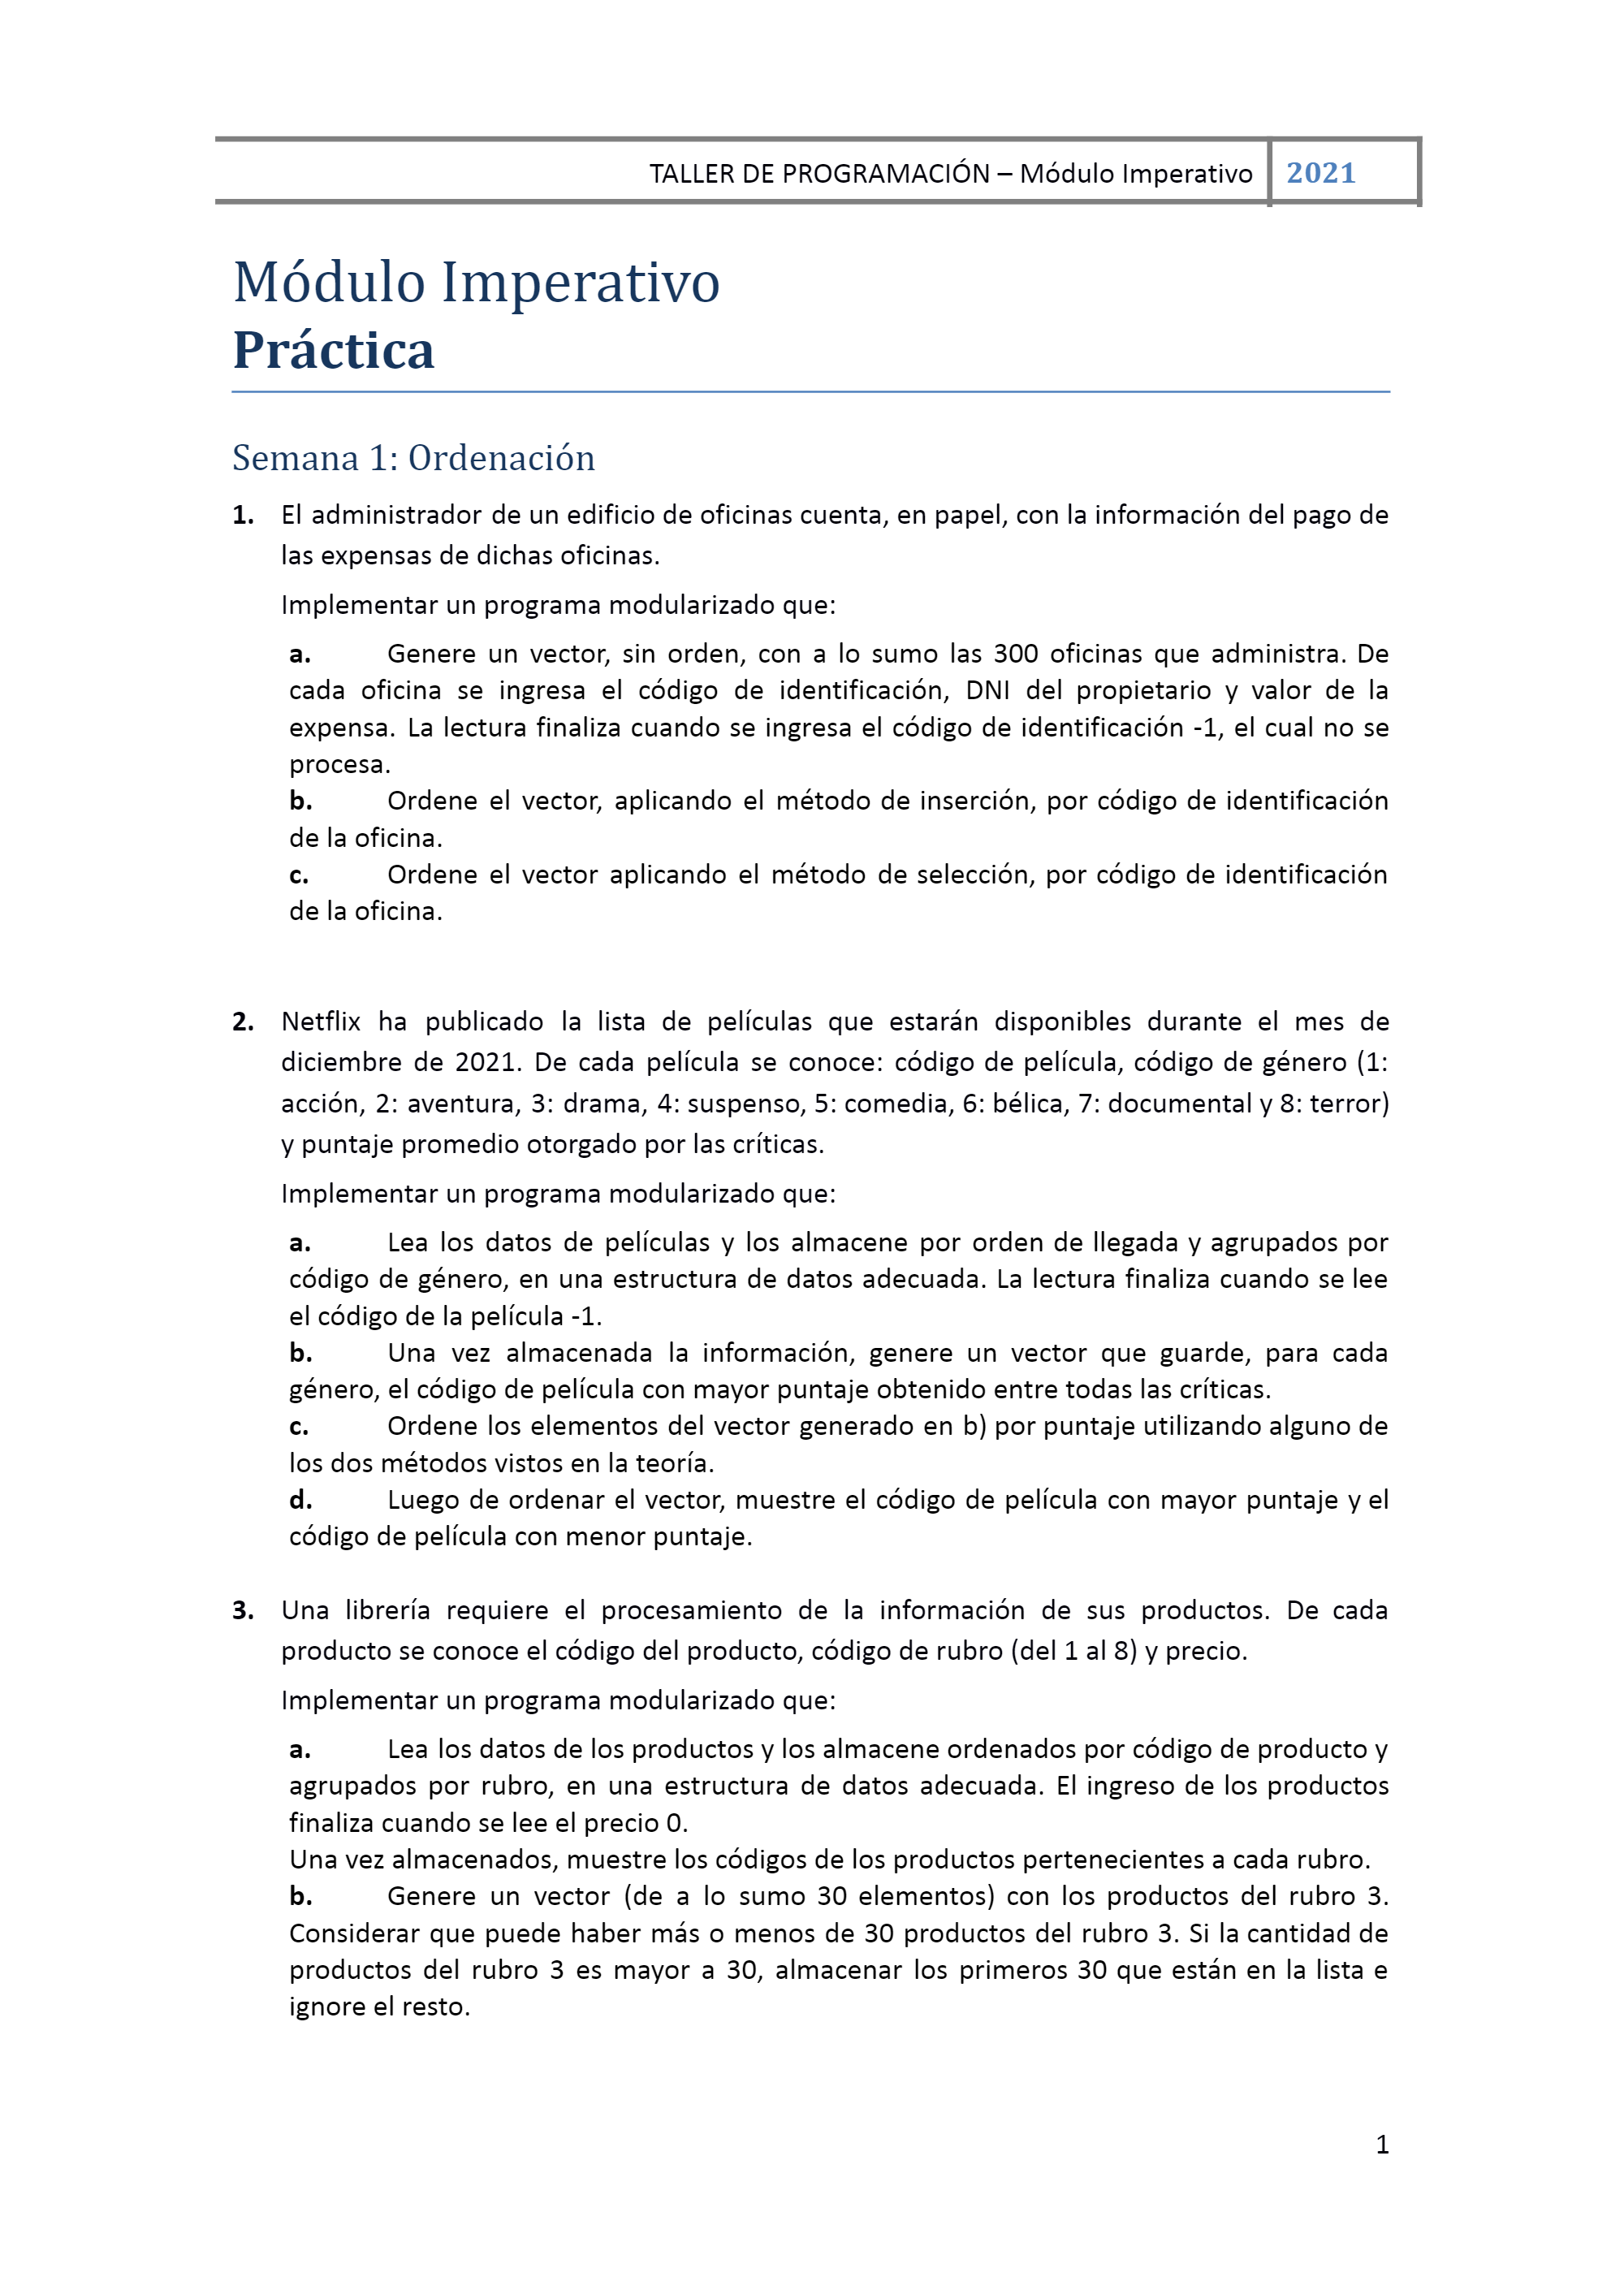 TALLER DE PROGRAMACIÓN – Módulo Imperativo 2021
Módulo Imperativo
Práctica
Semana 1: Ordenación
1. El administrador de un edificio de oficinas cuenta, en papel, con la información del pago de
las expensas de dichas oficinas.
Implementar un programa modularizado que:
a. Genere un vector, sin orden, con a lo sumo las 300 oficinas que administra. De
cada oficina se ingresa el código de identificación, DNI del propietario y valor de la
expensa. La lectura finaliza cuando se ingresa el código de identificación -1, el cual no se
procesa.
b. Ordene el vector, aplicando el método de inserción, por código de identificación
de la oficina.
c. Ordene el vector aplicando el método de selección, por código de identificación
de la oficina.
2. Netflix ha publicado la lista de películas que estarán disponibles durante el mes de
diciembre de 2021. De cada película se conoce: código de película, código de género (1:
acción, 2: aventura, 3: drama, 4: suspenso, 5: comedia, 6: bélica, 7: documental y 8: terror)
y puntaje promedio otorgado por las críticas.
Implementar un programa modularizado que:
a. Lea los datos de películas y los almacene por orden de llegada y agrupados por
código de género, en una estructura de datos adecuada. La lectura finaliza cuando se lee
el código de la película -1.
b. Una vez almacenada la información, genere un vector que guarde, para cada
género, el código de película con mayor puntaje obtenido entre todas las críticas.
c. Ordene los elementos del vector generado en b) por puntaje utilizando alguno de
los dos métodos vistos en la teoría.
d. Luego de ordenar el vector, muestre el código de película con mayor puntaje y el
código de película con menor puntaje.
3. Una librería requiere el procesamiento de la información de sus productos. De cada
producto se conoce el código del producto, código de rubro (del 1 al 8) y precio.
Implementar un programa modularizado que:
a. Lea los datos de los productos y los almacene ordenados por código de producto y
agrupados por rubro, en una estructura de datos adecuada. El ingreso de los productos
finaliza cuando se lee el precio 0.
Una vez almacenados, muestre los códigos de los productos pertenecientes a cada rubro.
b. Genere un vector (de a lo sumo 30 elementos) con los productos del rubro 3.
Considerar que puede haber más o menos de 30 productos del rubro 3. Si la cantidad de
productos del rubro 3 es mayor a 30, almacenar los primeros 30 que están en la lista e
ignore el resto.
1